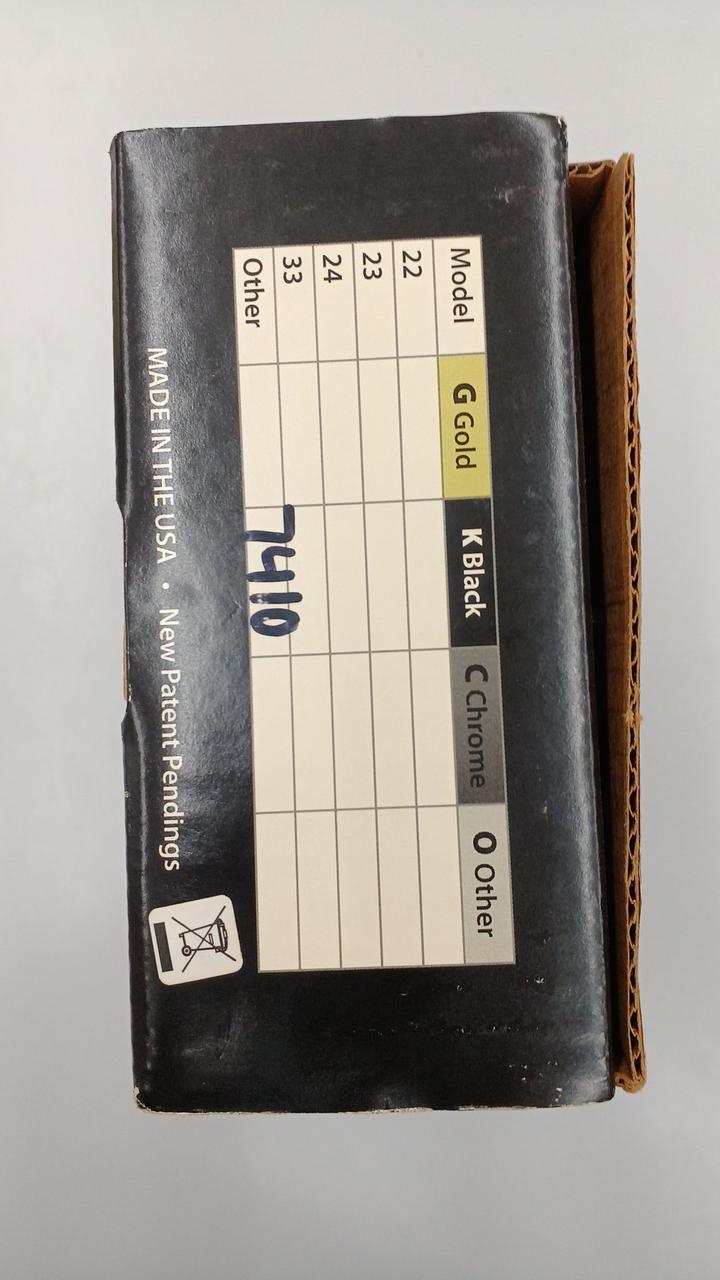 Model G Gold K Black C Chrome O Other
22
23
24
33
Other 7410
MADE IN THE USA • New Patent Pendings